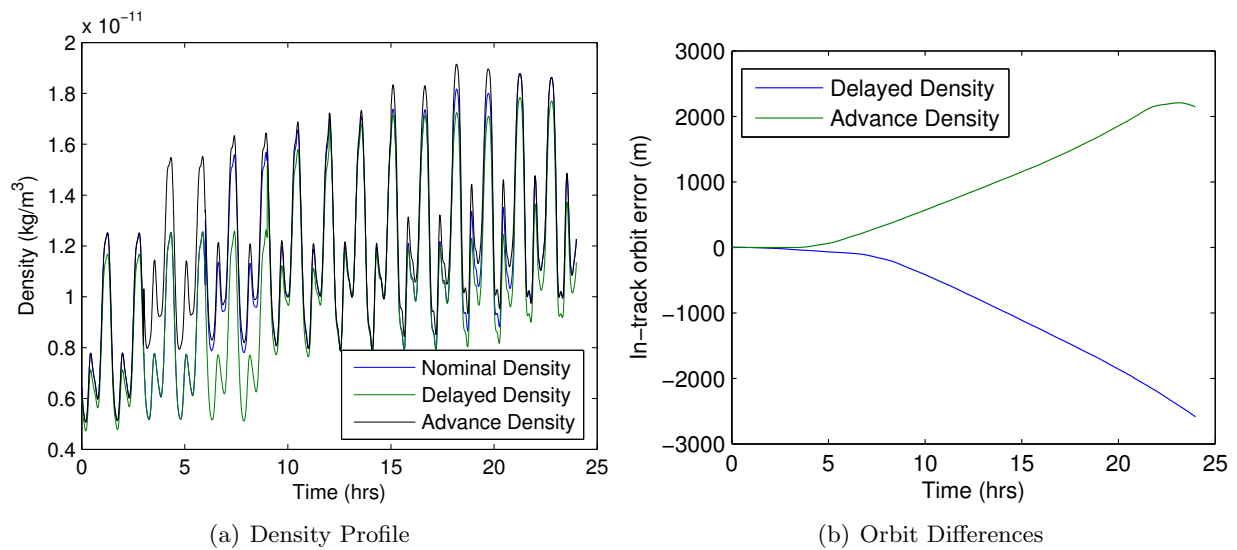 x 10⁻¹¹
2
1.8
1.6
1.4
1.2
1
0.8
0.6
0.4
Density (kg/m³)
0 5 10 15 20 25
Time (hrs)
Nominal Density
Delayed Density
Advance Density
(a) Density Profile
3000
2000
1000
0
−1000
−2000
−3000
In−track orbit error (m)
0 5 10 15 20 25
Time (hrs)
Delayed Density
Advance Density
(b) Orbit Differences